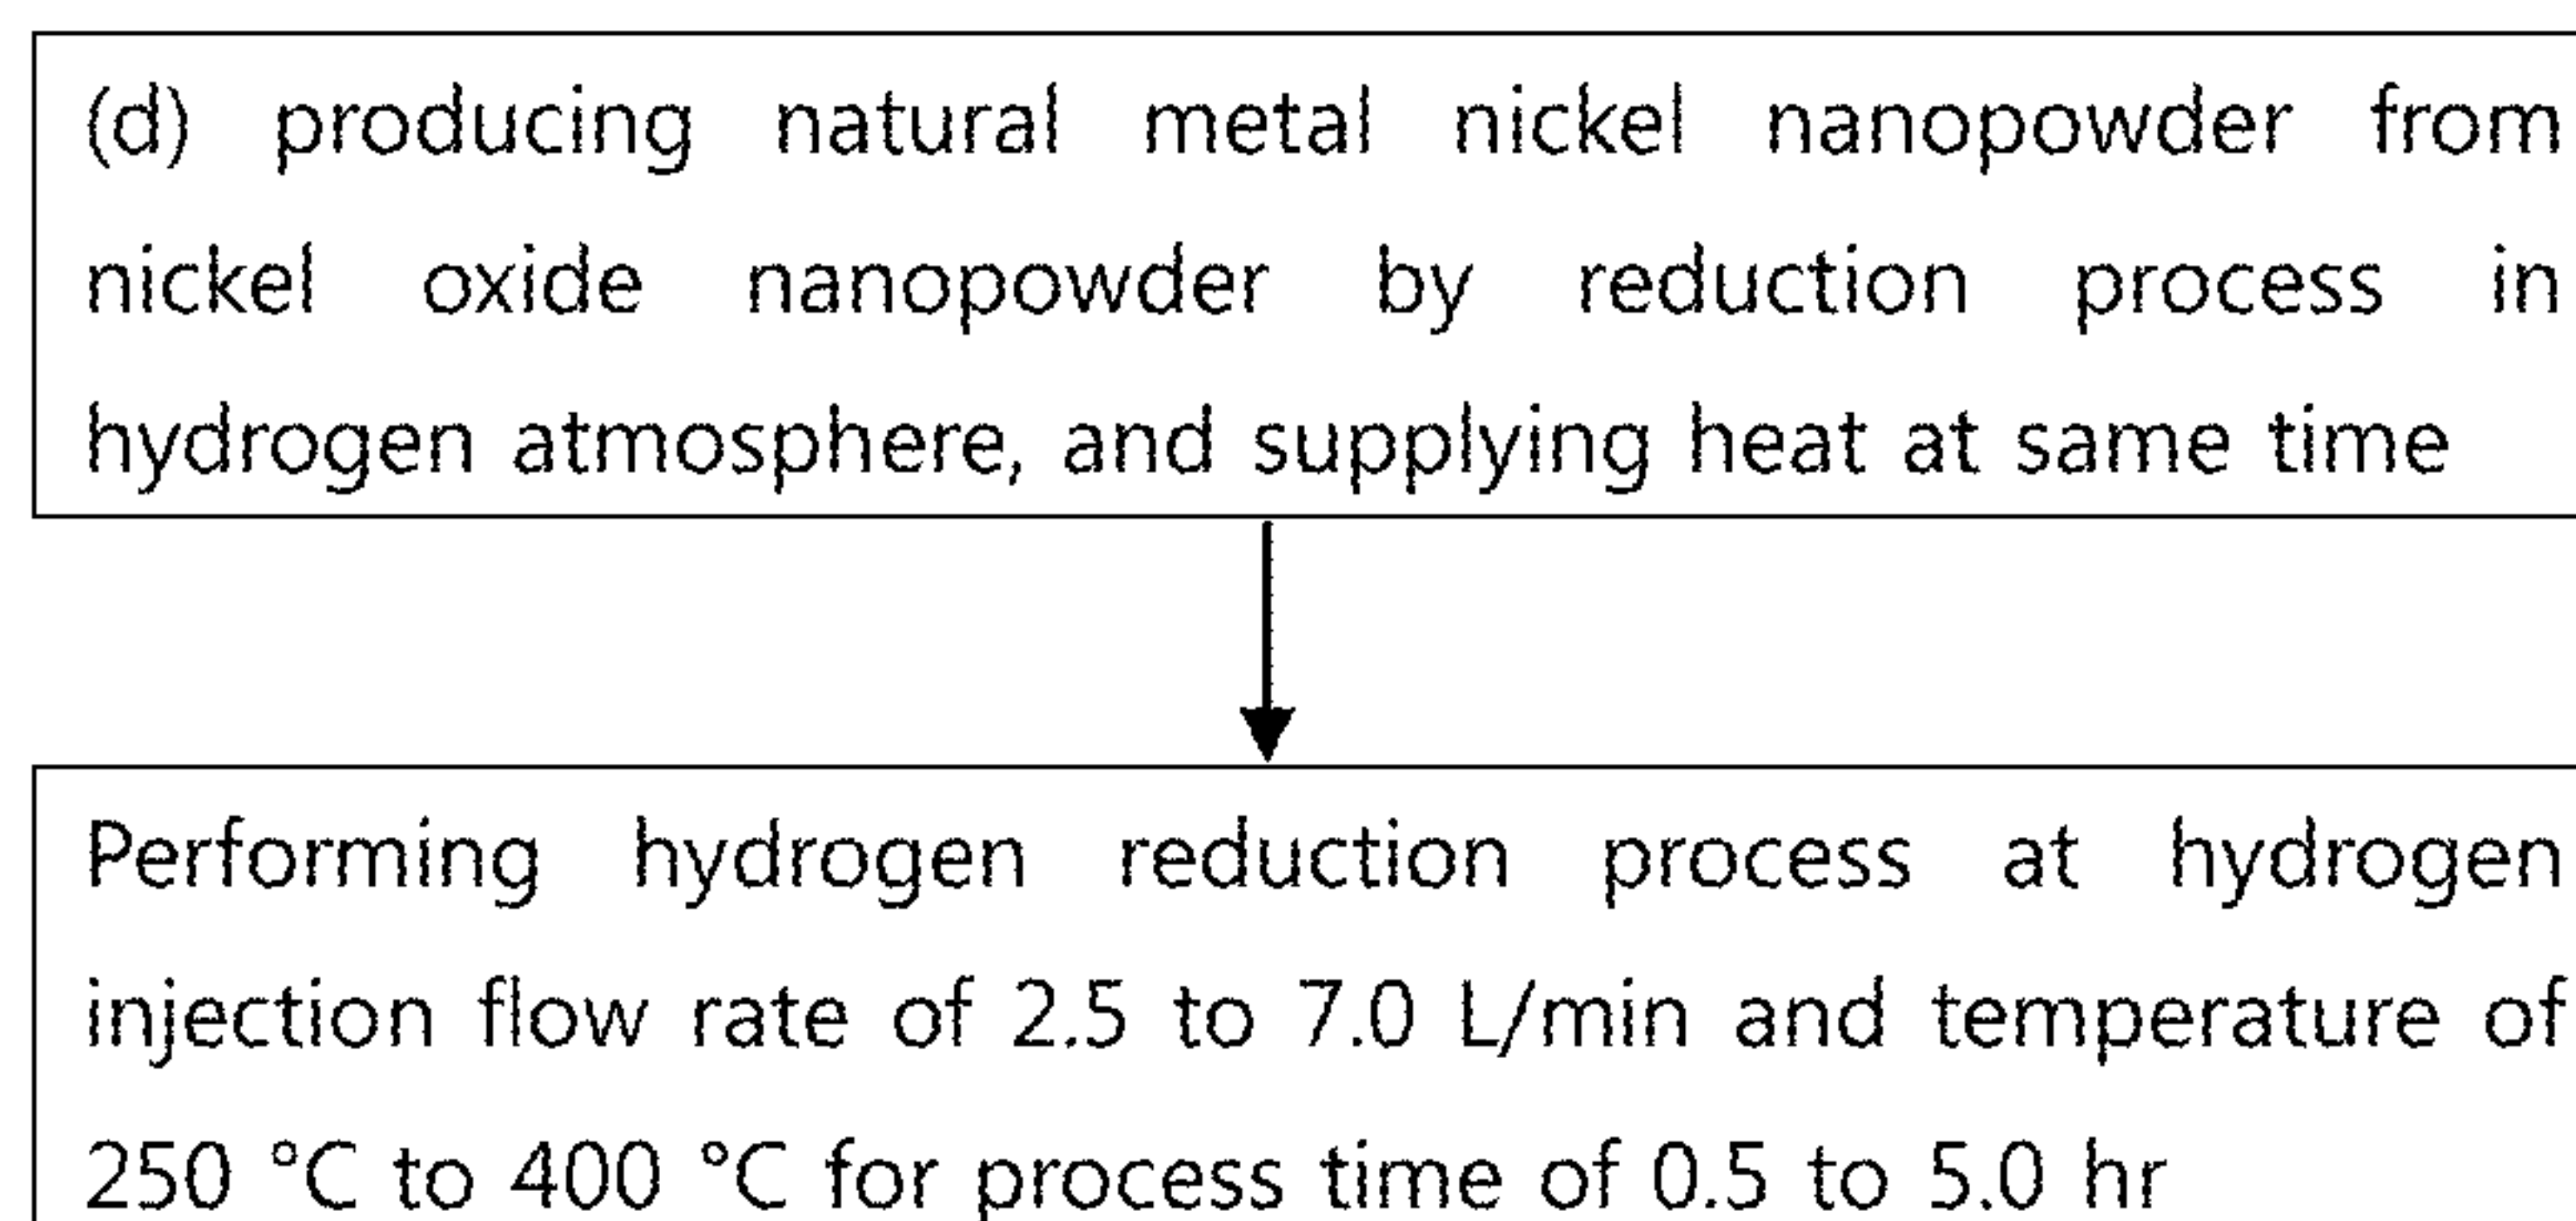 (d) producing natural metal nickel nanopowder from
nickel oxide nanopowder by reduction process in
hydrogen atmosphere, and supplying heat at same time
Performing hydrogen reduction process at hydrogen
injection flow rate of 2.5 to 7.0 L/min and temperature of
250 °C to 400 °C for process time of 0.5 to 5.0 hr